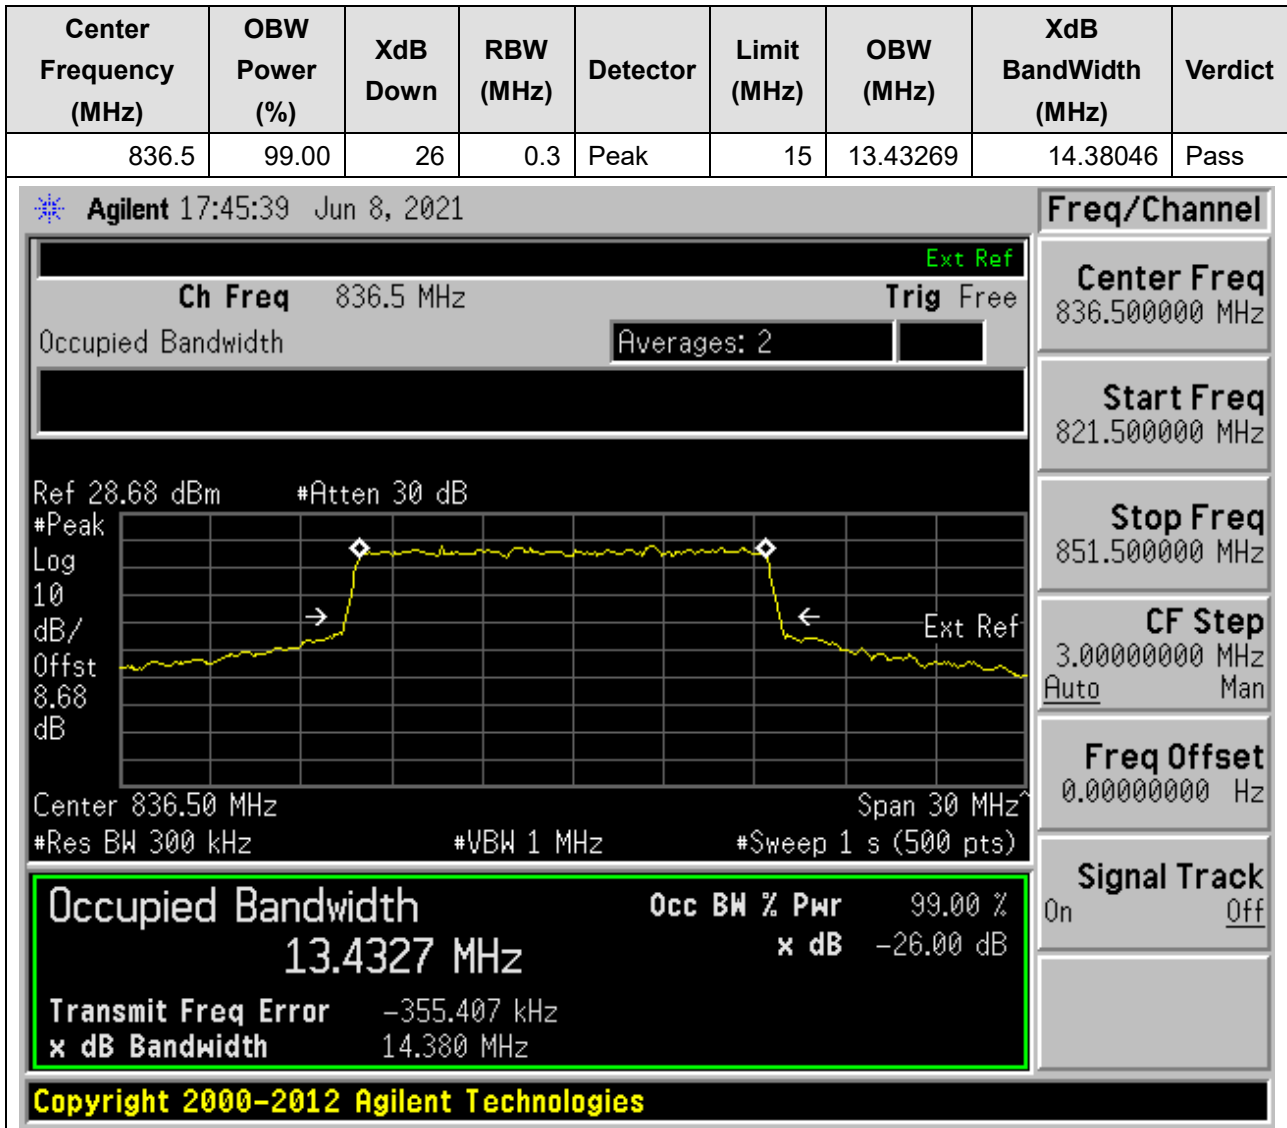 Center Frequency (MHz) OBW Power (%) XdB Down RBW (MHz) Detector Limit (MHz) OBW (MHz) XdB BandWidth (MHz) Verdict
836.5 99.00 26 0.3 Peak 15 13.43269 14.38046 Pass
Agilent 17:45:39 Jun 8, 2021
Freq/Channel
Ext Ref
Ch Freq 836.5 MHz Trig Free
Occupied Bandwidth Averages: 2
Center Freq
836.500000 MHz
Start Freq
821.500000 MHz
Stop Freq
851.500000 MHz
CF Step
3.00000000 MHz
Auto Man
Freq Offset
0.00000000 Hz
Signal Track
On Off
Ref 28.68 dBm #Atten 30 dB
#Peak
Log
10
dB/
Offst
8.68
dB
Ext Ref
Center 836.50 MHz Span 30 MHz^
#Res BW 300 kHz #VBW 1 MHz #Sweep 1 s (500 pts)
Occupied Bandwidth
13.4327 MHz
Occ BW % Pwr 99.00 %
x dB -26.00 dB
Transmit Freq Error -355.407 kHz
x dB Bandwidth 14.380 MHz
Copyright 2000-2012 Agilent Technologies